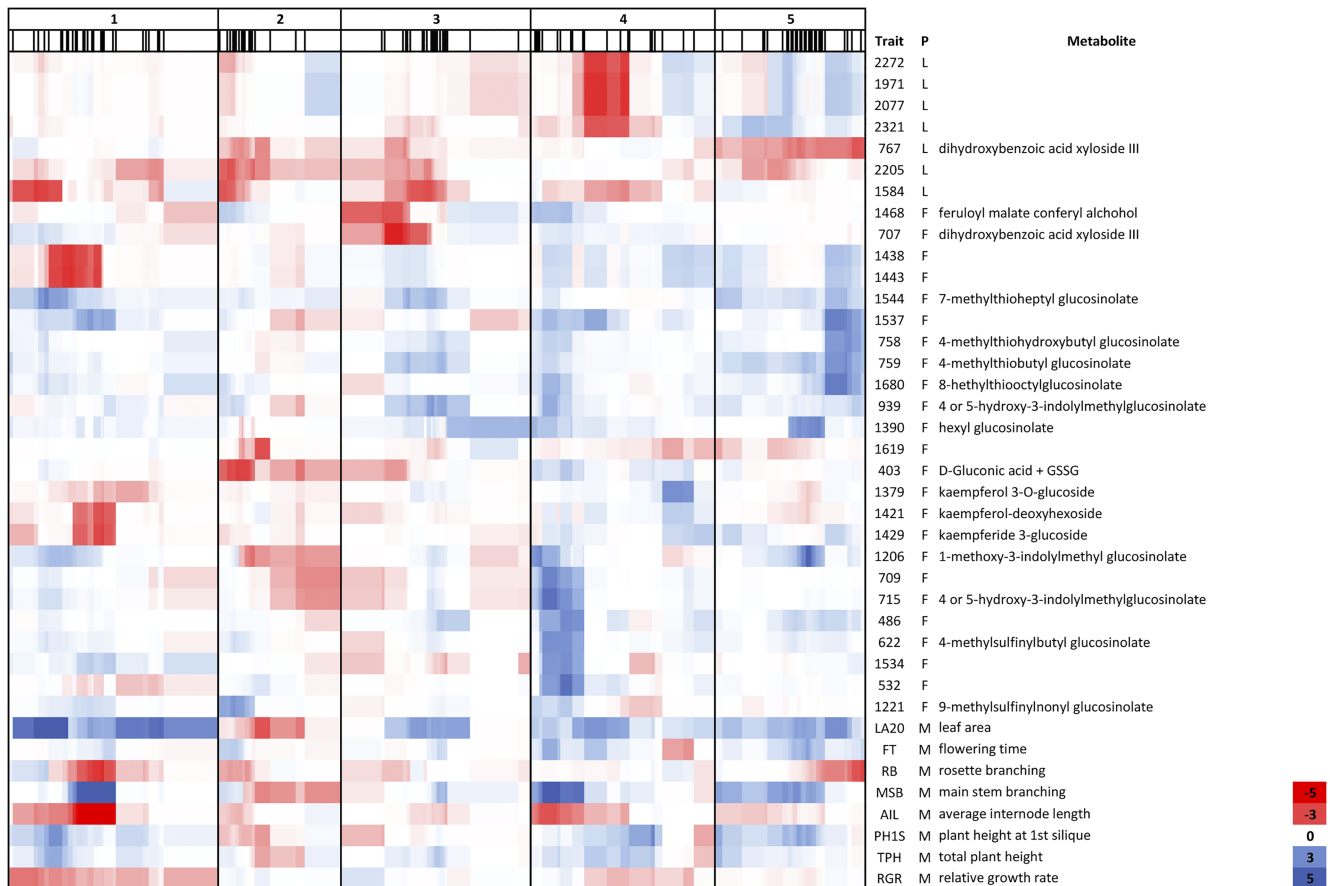 1 2 3 4 5
Trait P Metabolite
2272 L
1971 L
2077 L
2321 L
767 L dihydroxybenzoic acid xyloside III
2205 L
1584 L
1468 F feruloyl malate conferyl alchohol
707 F dihydroxybenzoic acid xyloside III
1438 F
1443 F
1544 F 7-methylthioheptyl glucosinolate
1537 F
758 F 4-methylthiohydroxybutyl glucosinolate
759 F 4-methylthiobutyl glucosinolate
1680 F 8-hethylthiooctylglucosinolate
939 F 4 or 5-hydroxy-3-indolylmethylglucosinolate
1390 F hexyl glucosinolate
1619 F
403 F D-Gluconic acid + GSSG
1379 F kaempferol 3-O-glucoside
1421 F kaempferol-deoxyhexoside
1429 F kaempferide 3-glucoside
1206 F 1-methoxy-3-indolylmethyl glucosinolate
709 F
715 F 4 or 5-hydroxy-3-indolylmethylglucosinolate
486 F
622 F 4-methylsulfinylbutyl glucosinolate
1534 F
532 F
1221 F 9-methylsulfinylnonyl glucosinolate
LA20 M leaf area
FT M flowering time
RB M rosette branching
MSB M main stem branching -5
AIL M average internode length -3
PH1S M plant height at 1st silique 0
TPH M total plant height 3
RGR M relative growth rate 5